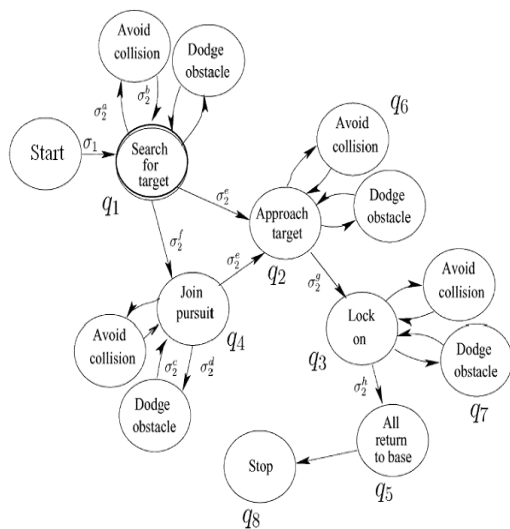 Avoid
collision
Dodge
obstacle
σ₂ᵃ
σ₂ᵇ
Start
σ₁
Search
for
target
q₁
q₆
Avoid
collision
Dodge
obstacle
σ₂ᵉ
Approach
target
q₂
σ₂ᶠ
σ₂ᵉ
σ₂ᵍ
Join
pursuit
q₄
Avoid
collision
σ₂ᶜ
σ₂ᵈ
Dodge
obstacle
Avoid
collision
Lock
on
q₃
Dodge
obstacle
q₇
σ₂ʰ
All
return
to base
q₅
Stop
q₈